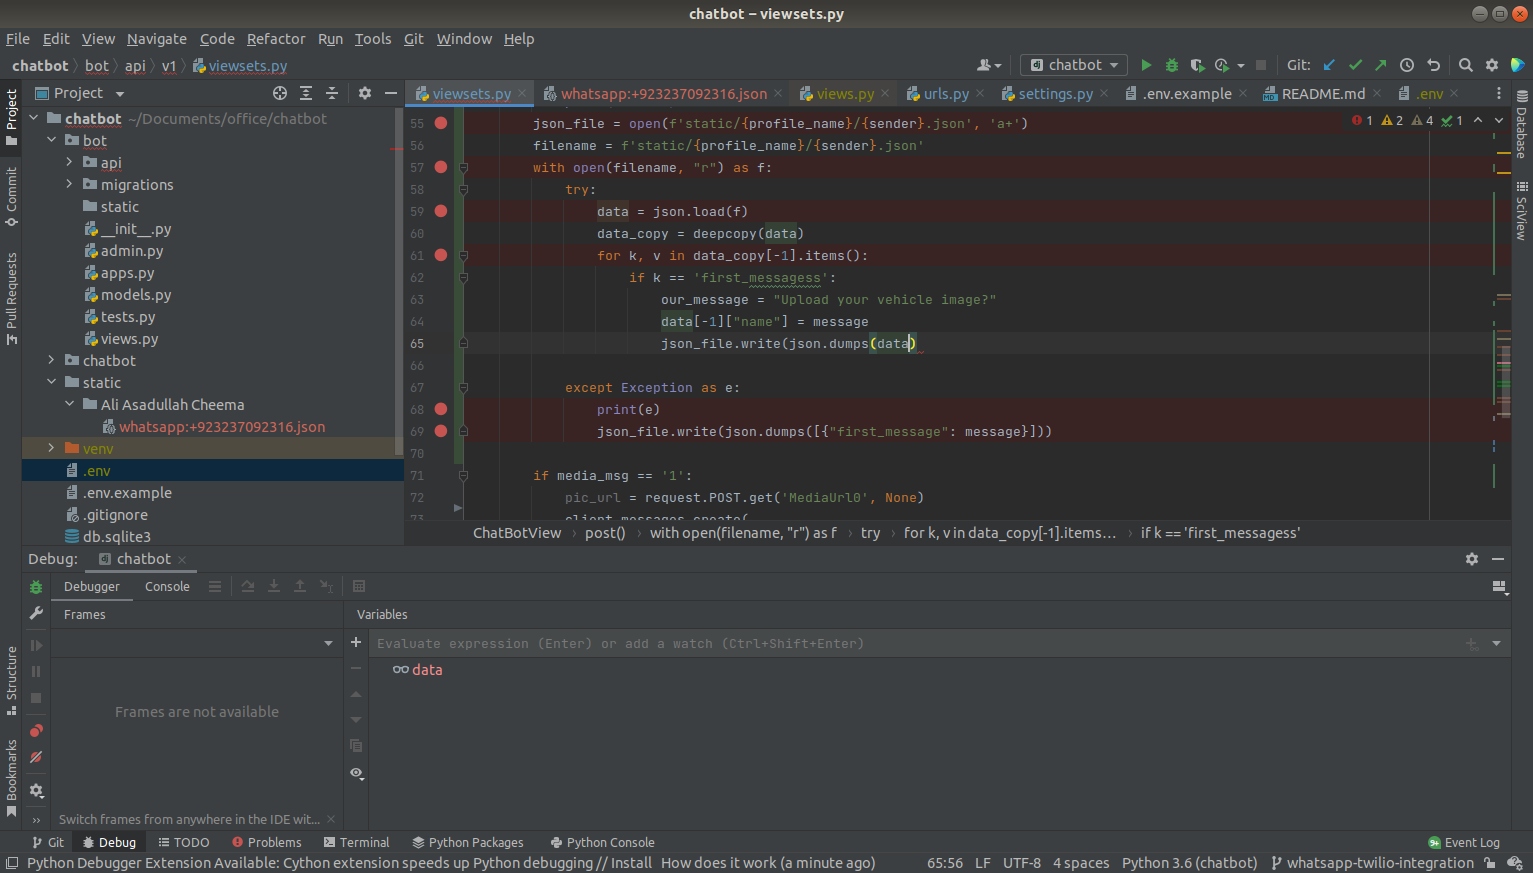 chatbot – viewsets.py
File Edit View Navigate Code Refactor Run Tools Git Window Help
chatbot bot api v1 viewsets.py chatbot Git:
Project viewsets.py whatsapp:+923237092316.json views.py urls.py settings.py .env.example README.md .env
Project
Commit
Pull Requests
Structure
Bookmarks
chatbot ~/Documents/office/chatbot
bot
api
migrations
static
__init__.py
admin.py
apps.py
models.py
tests.py
views.py
chatbot
static
Ali Asadullah Cheema
whatsapp:+923237092316.json
venv
.env
.env.example
.gitignore
db.sqlite3
1 2 4 1
55 json_file = open(f'static/{profile_name}/{sender}.json', 'a+')
56 filename = f'static/{profile_name}/{sender}.json'
57 with open(filename, "r") as f:
58 try:
59 data = json.load(f)
60 data_copy = deepcopy(data)
61 for k, v in data_copy[-1].items():
62 if k == 'first_messagess':
63 our_message = "Upload your vehicle image?"
64 data[-1]["name"] = message
65 json_file.write(json.dumps(data)
66
67 except Exception as e:
68 print(e)
69 json_file.write(json.dumps([{"first_message": message}]))
70
71 if media_msg == '1':
72 pic_url = request.POST.get('MediaUrl0', None)
73 client.messages.create(
ChatBotView post() with open(filename, "r") as f try for k, v in data_copy[-1].items... if k == 'first_messagess'
Database
SciView
Debug: chatbot
Debugger Console
Frames Variables
Evaluate expression (Enter) or add a watch (Ctrl+Shift+Enter)
data
Frames are not available
Switch frames from anywhere in the IDE wit...
Git Debug TODO Problems Terminal Python Packages Python Console 9+ Event Log
Python Debugger Extension Available: Cython extension speeds up Python debugging // Install How does it work (a minute ago) 65:56 LF UTF-8 4 spaces Python 3.6 (chatbot) whatsapp-twilio-integration